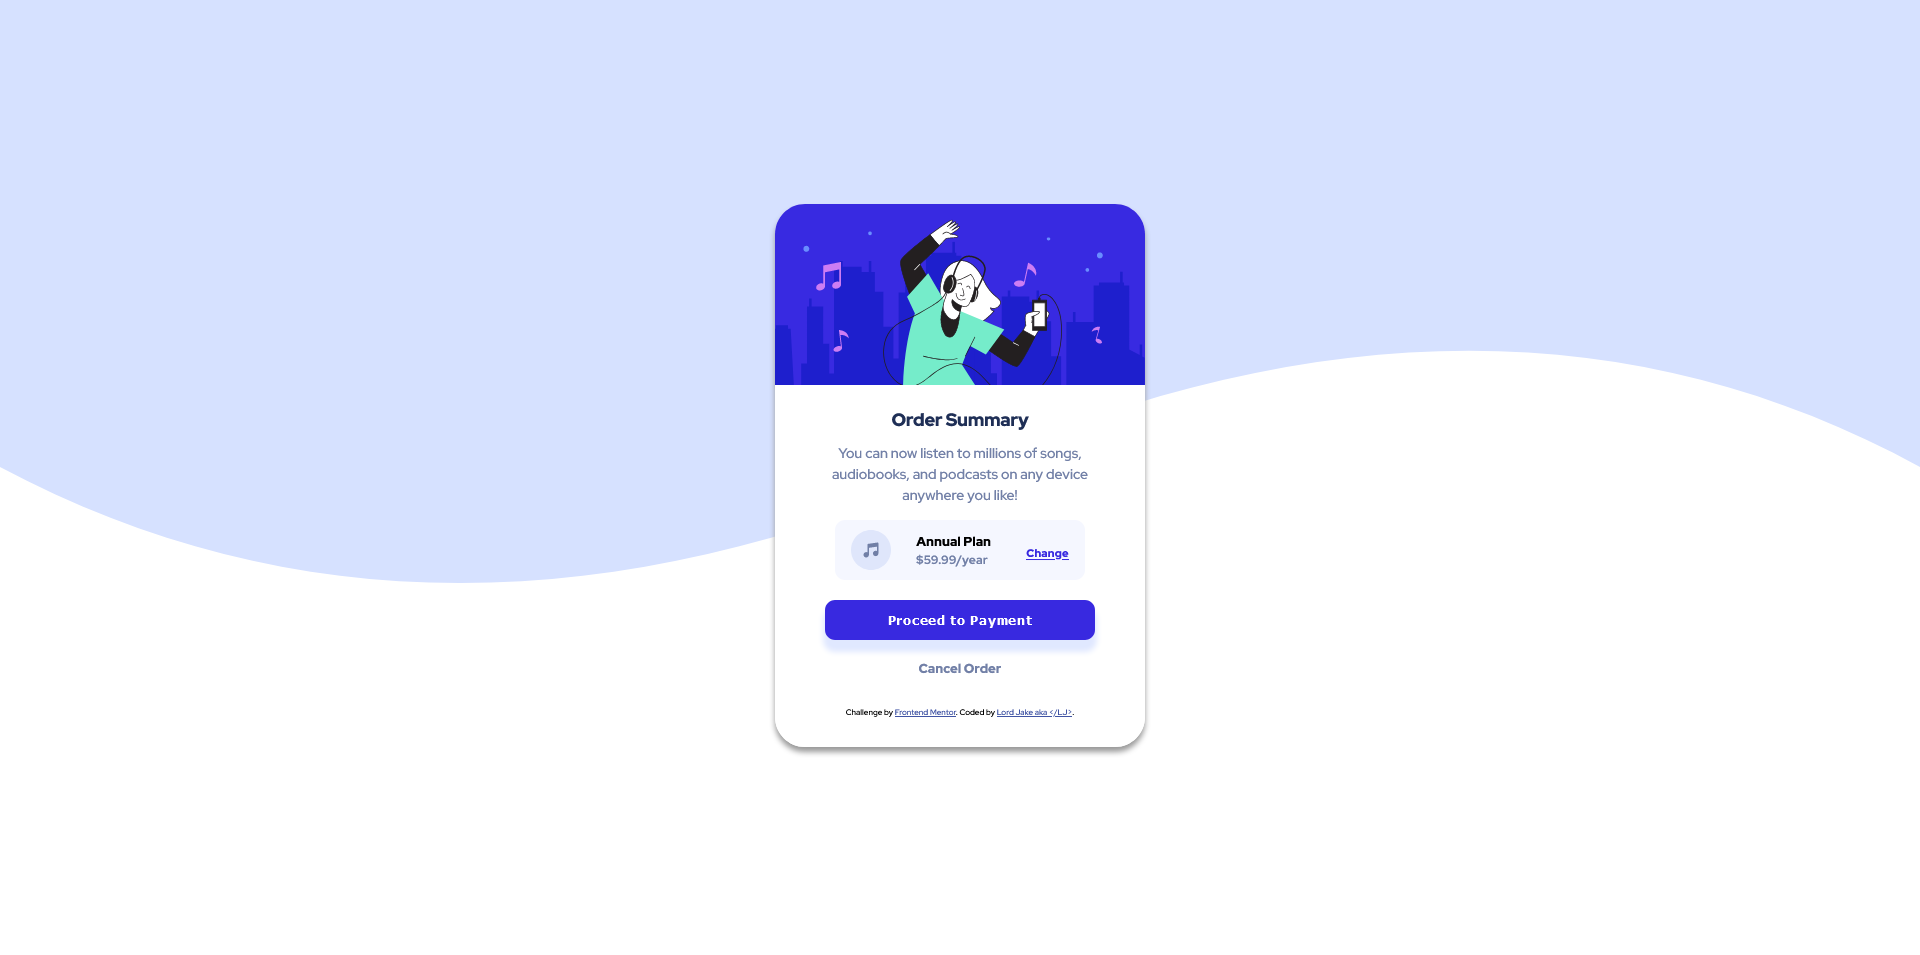 Order Summary
You can now listen to millions of songs,
audiobooks, and podcasts on any device
anywhere you like!
Annual Plan
$59.99/year
Change
Proceed to Payment
Cancel Order
Challenge by Frontend Mentor. Coded by Lord Jake aka </LJ>.